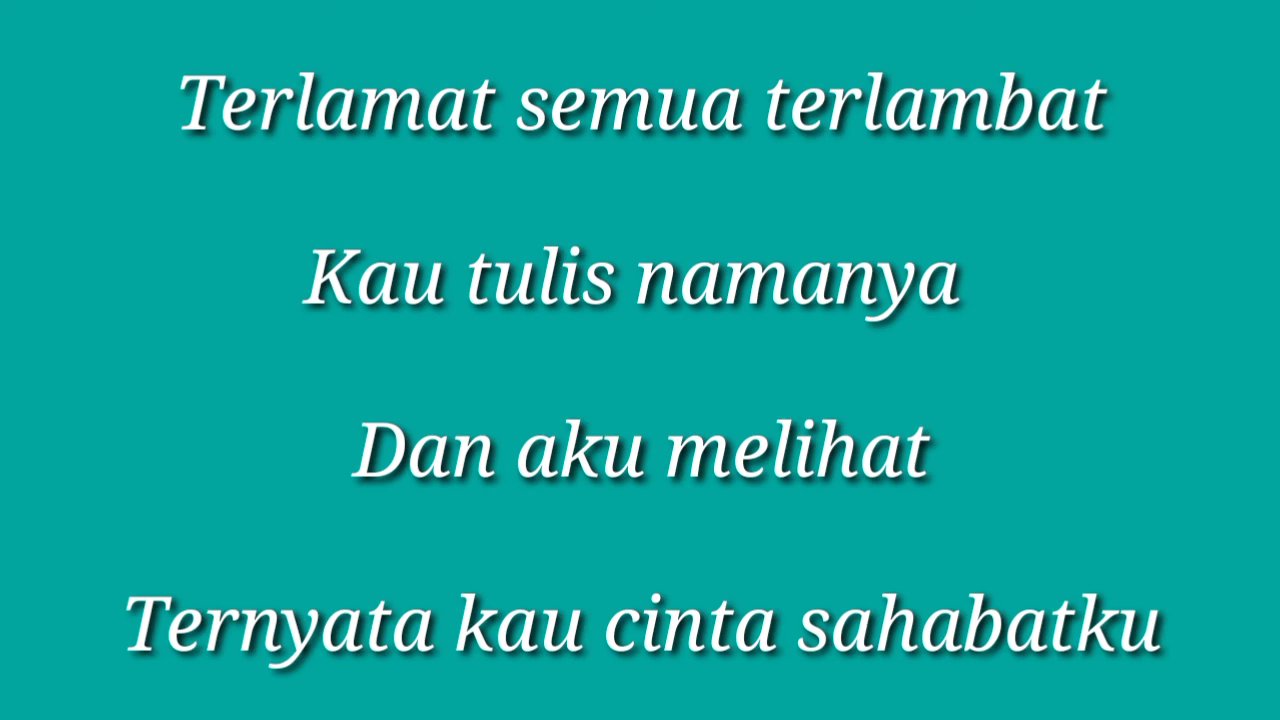 Terlamat semua terlambat
Kau tulis namanya
Dan aku melihat
Ternyata kau cinta sahabatku